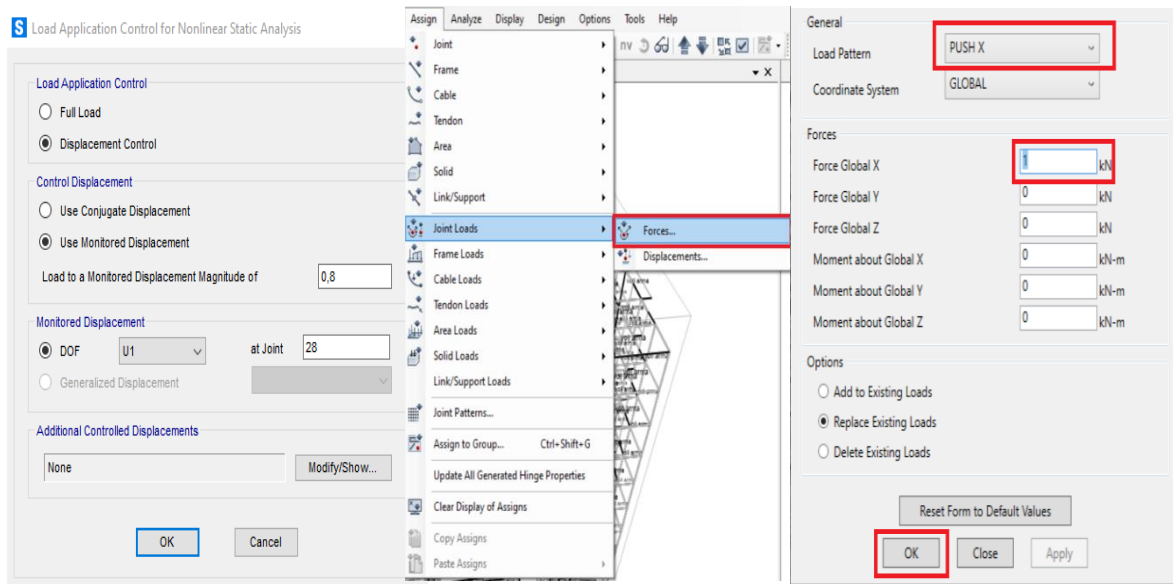 S Load Application Control for Nonlinear Static Analysis
Load Application Control
Full Load
Displacement Control
Control Displacement
Use Conjugate Displacement
Use Monitored Displacement
Load to a Monitored Displacement Magnitude of 0,8
Monitored Displacement
DOF U1 at Joint 28
Generalized Displacement
Additional Controlled Displacements
None Modify/Show...
OK Cancel
Assign Analyze Display Design Options Tools Help
nv
Joint
Frame
Cable
Tendon
Area
Solid
Link/Support
Joint Loads
Forces...
Frame Loads
Displacements...
Cable Loads
Tendon Loads
Area Loads
Solid Loads
Link/Support Loads
Joint Patterns...
Assign to Group... Ctrl+Shift+G
Update All Generated Hinge Properties
Clear Display of Assigns
Copy Assigns
Paste Assigns
General
Load Pattern PUSH X
Coordinate System GLOBAL
Forces
Force Global X 1 kN
Force Global Y 0 kN
Force Global Z 0 kN
Moment about Global X 0 kN-m
Moment about Global Y 0 kN-m
Moment about Global Z 0 kN-m
Options
Add to Existing Loads
Replace Existing Loads
Delete Existing Loads
Reset Form to Default Values
OK Close Apply